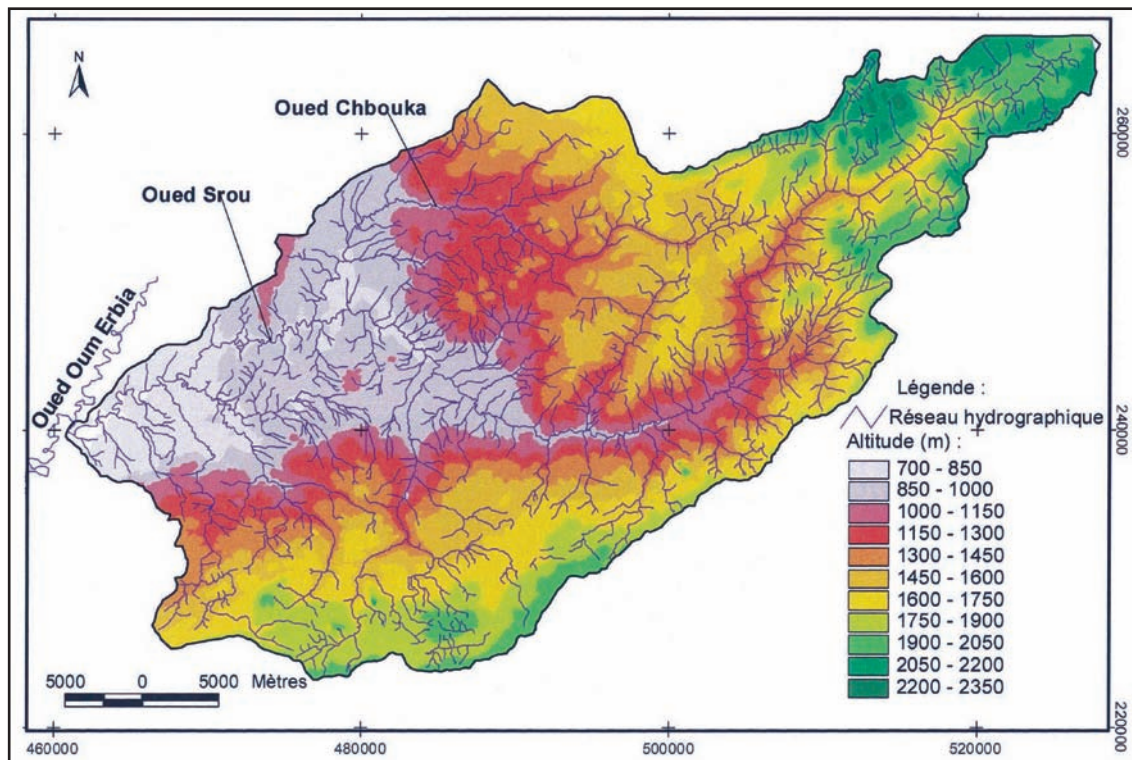 N
Oued Chbouka
Oued Srou
Oued Oum Erbia
260000
240000
220000
Légende :
Réseau hydrographique
Altitude (m) :
700 - 850
850 - 1000
1000 - 1150
1150 - 1300
1300 - 1450
1450 - 1600
1600 - 1750
1750 - 1900
1900 - 2050
2050 - 2200
2200 - 2350
5000 0 5000 Mètres
460000 480000 500000 520000